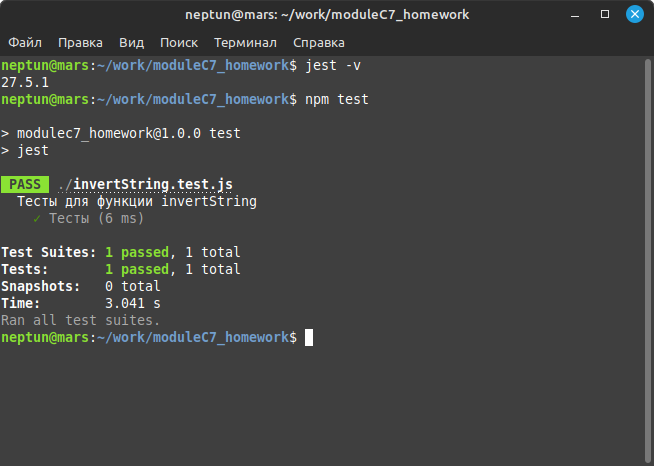 neptun@mars: ~/work/moduleC7_homework
Файл Правка Вид Поиск Терминал Справка
neptun@mars:~/work/moduleC7_homework$ jest -v
27.5.1
neptun@mars:~/work/moduleC7_homework$ npm test
> modulec7_homework@1.0.0 test
> jest
PASS ./invertString.test.js
Тесты для функции invertString
✓ Тесты (6 ms)
Test Suites: 1 passed, 1 total
Tests: 1 passed, 1 total
Snapshots: 0 total
Time: 3.041 s
Ran all test suites.
neptun@mars:~/work/moduleC7_homework$